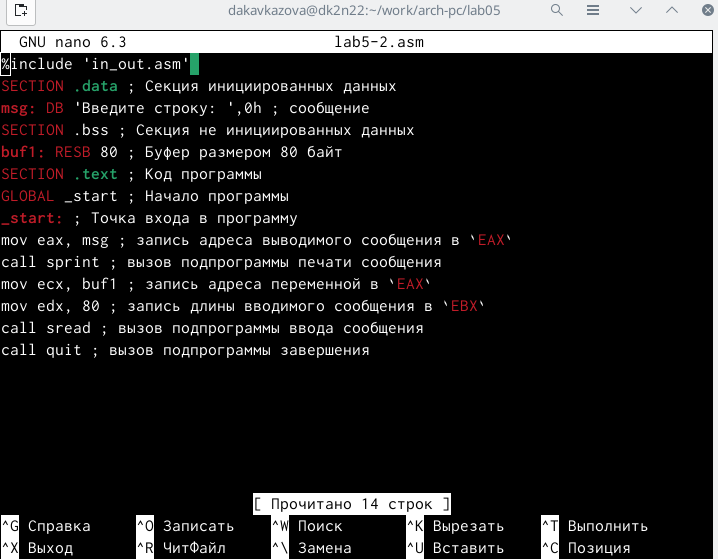 dakavkazova@dk2n22:~/work/arch-pc/lab05
GNU nano 6.3 lab5-2.asm
%include 'in_out.asm'
SECTION .data ; Секция инициированных данных
msg: DB 'Введите строку: ',0h ; сообщение
SECTION .bss ; Секция не инициированных данных
buf1: RESB 80 ; Буфер размером 80 байт
SECTION .text ; Код программы
GLOBAL _start ; Начало программы
_start: ; Точка входа в программу
mov eax, msg ; запись адреса выводимого сообщения в `EAX`
call sprint ; вызов подпрограммы печати сообщения
mov ecx, buf1 ; запись адреса переменной в `EAX`
mov edx, 80 ; запись длины вводимого сообщения в `EBX`
call sread ; вызов подпрограммы ввода сообщения
call quit ; вызов подпрограммы завершения
[ Прочитано 14 строк ]
^G Справка ^O Записать ^W Поиск ^K Вырезать ^T Выполнить
^X Выход ^R ЧитФайл ^\ Замена ^U Вставить ^C Позиция